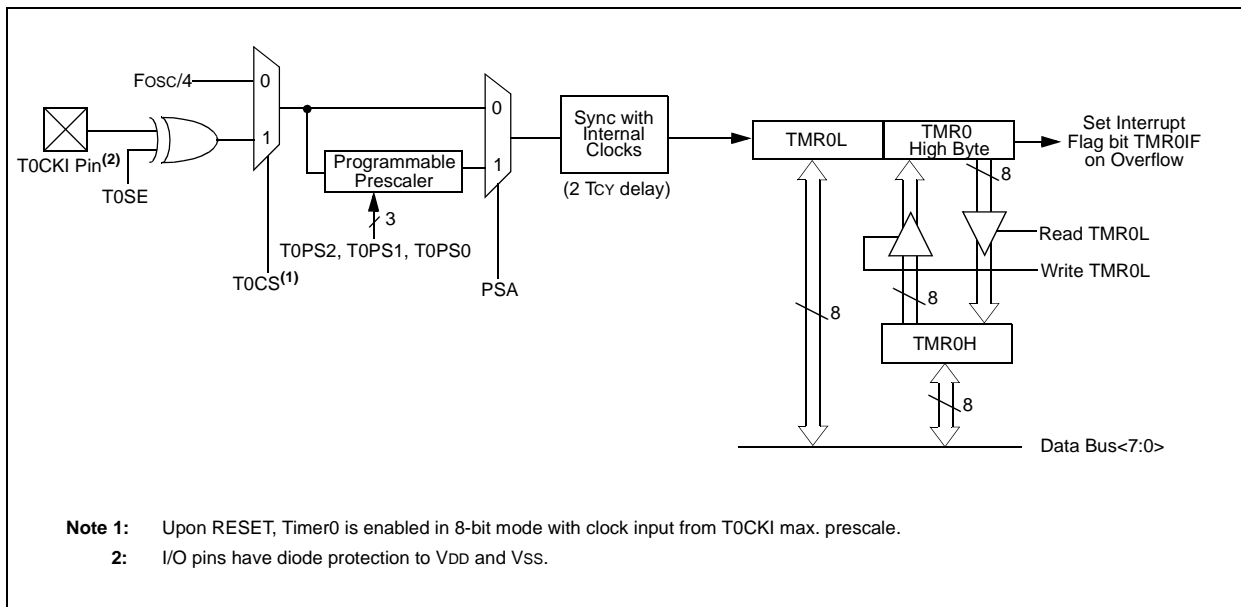 Fosc/4
0
1
T0CKI Pin(2)
T0SE
T0CS(1)
Programmable
Prescaler
3
T0PS2, T0PS1, T0PS0
0
1
PSA
Sync with
Internal
Clocks
(2 TCY delay)
TMR0L
TMR0
High Byte
Set Interrupt
Flag bit TMR0IF
on Overflow
8
Read TMR0L
Write TMR0L
8
8
TMR0H
8
Data Bus<7:0>
Note 1: Upon RESET, Timer0 is enabled in 8-bit mode with clock input from T0CKI max. prescale.
2: I/O pins have diode protection to VDD and VSS.